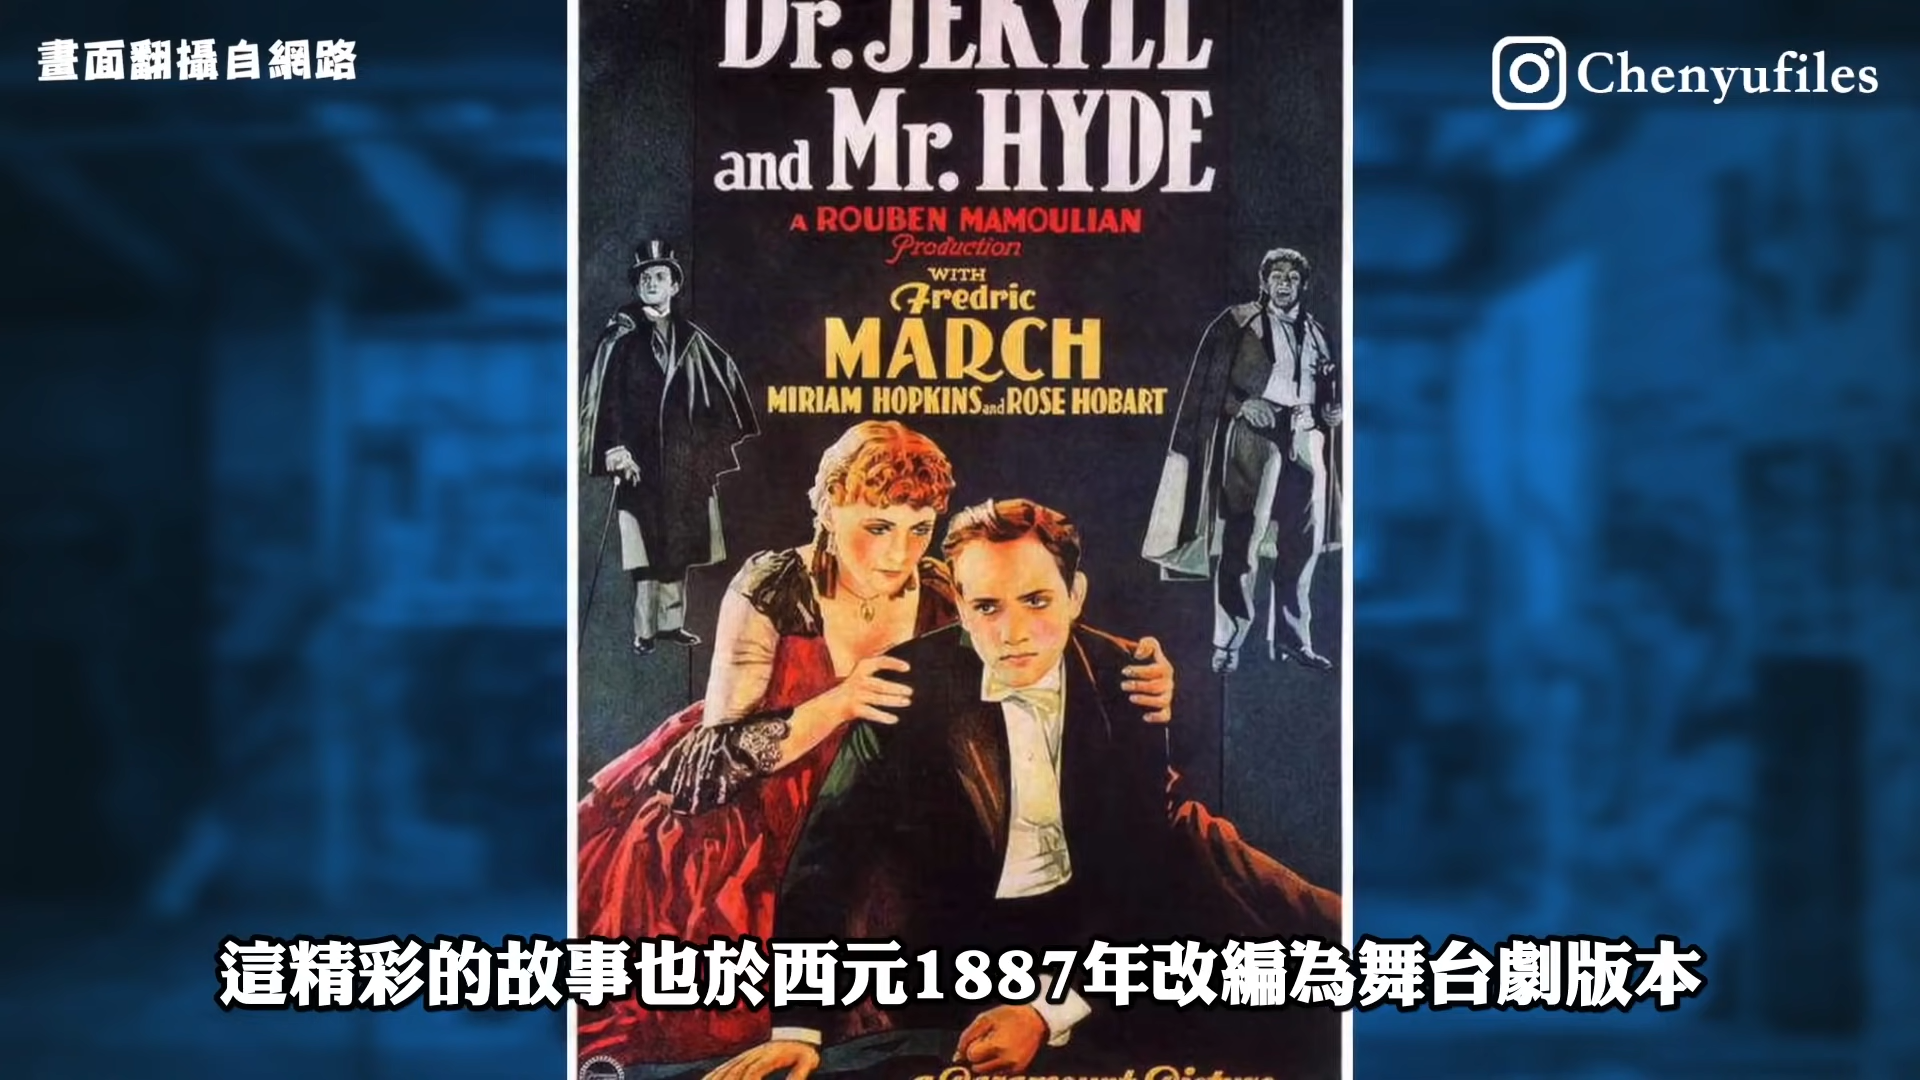 畫面翻攝自網路
Chenyufiles
Dr. JEKYLL
and Mr. HYDE
A ROUBEN MAMOULIAN
Production
WITH
Fredric
MARCH
MIRIAM HOPKINS and ROSE HOBART
這精彩的故事也於西元1887年改編為舞台劇版本
a Paramount Picture